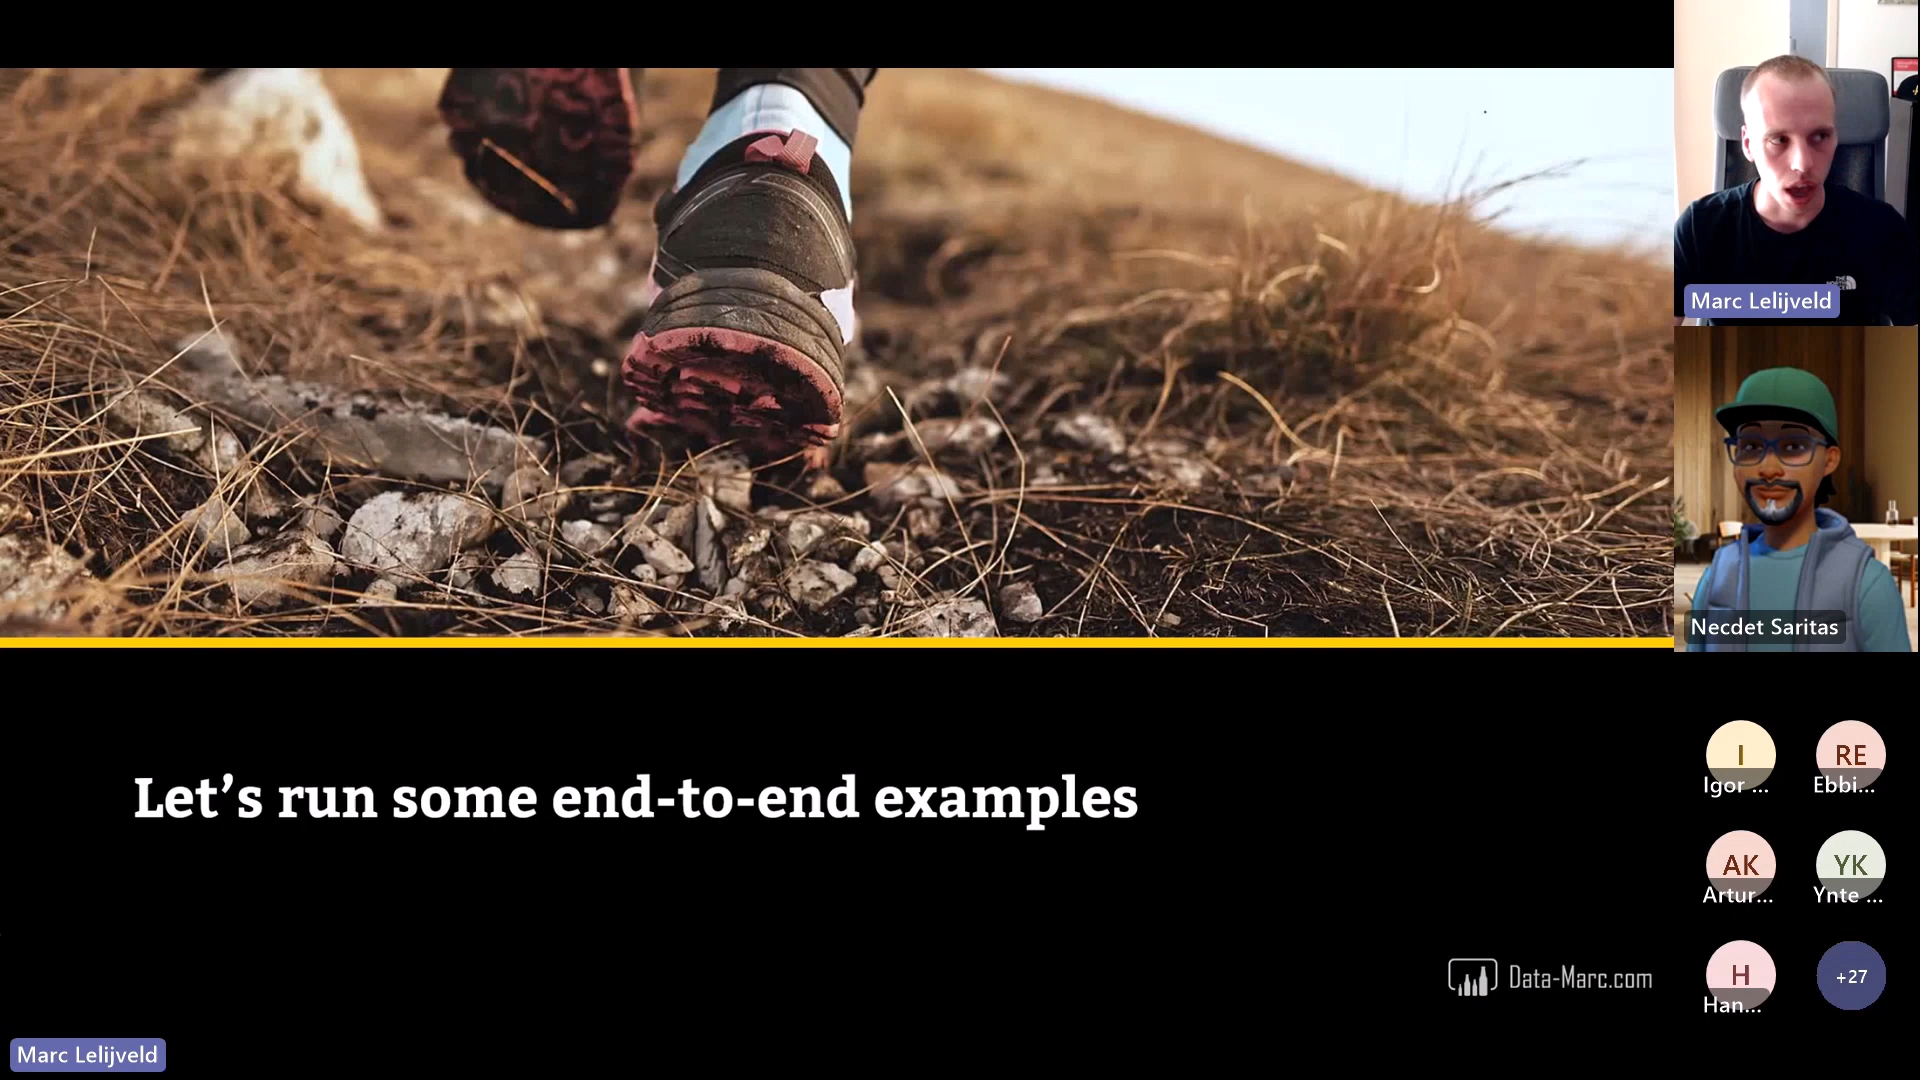 Marc Lelijveld
Necdet Saritas
Let's run some end-to-end examples
I
Igor ...
RE
Ebbi...
AK
Artur...
YK
Ynte ...
H
Han...
+27
Data-Marc.com
Marc Lelijveld